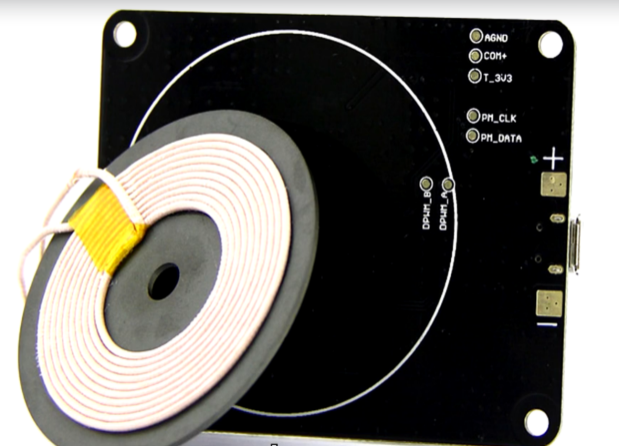 AGND
COM+
T_3V3
PM_CLK
PM_DATA
+
DPWM_B
DPWM_A
—